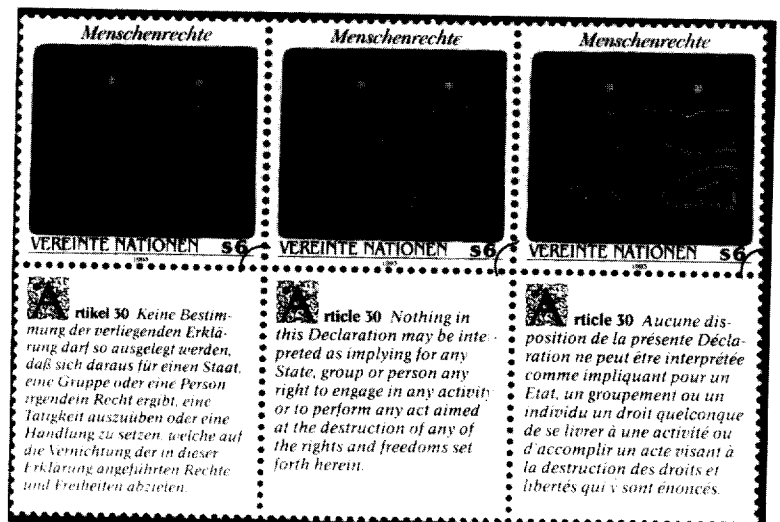 Menschenrechte
VEREINTE NATIONEN s6
1993
Artikel 30 Keine Bestim-
mung der vorliegenden Erklä-
rung darf so ausgelegt werden,
daß sich daraus für einen Staat,
eine Gruppe oder eine Person
irgendein Recht ergibt, eine
Tätigkeit auszuüben oder eine
Handlung zu setzen, welche auf
die Vernichtung der in dieser
Erklärung angeführten Rechte
und Freiheiten abzielen.
Menschenrechte
VEREINTE NATIONEN s6
1993
Article 30 Nothing in
this Declaration may be inter-
preted as implying for any
State, group or person any
right to engage in any activity
or to perform any act aimed
at the destruction of any of
the rights and freedoms set
forth herein.
Menschenrechte
VEREINTE NATIONEN s6
1993
Article 30 Aucune dis-
position de la présente Décla-
ration ne peut être interprétée
comme impliquant pour un
Etat, un groupement ou un
individu un droit quelconque
de se livrer à une activité ou
d'accomplir un acte visant à
la destruction des droits et
libertés qui y sont énoncés.